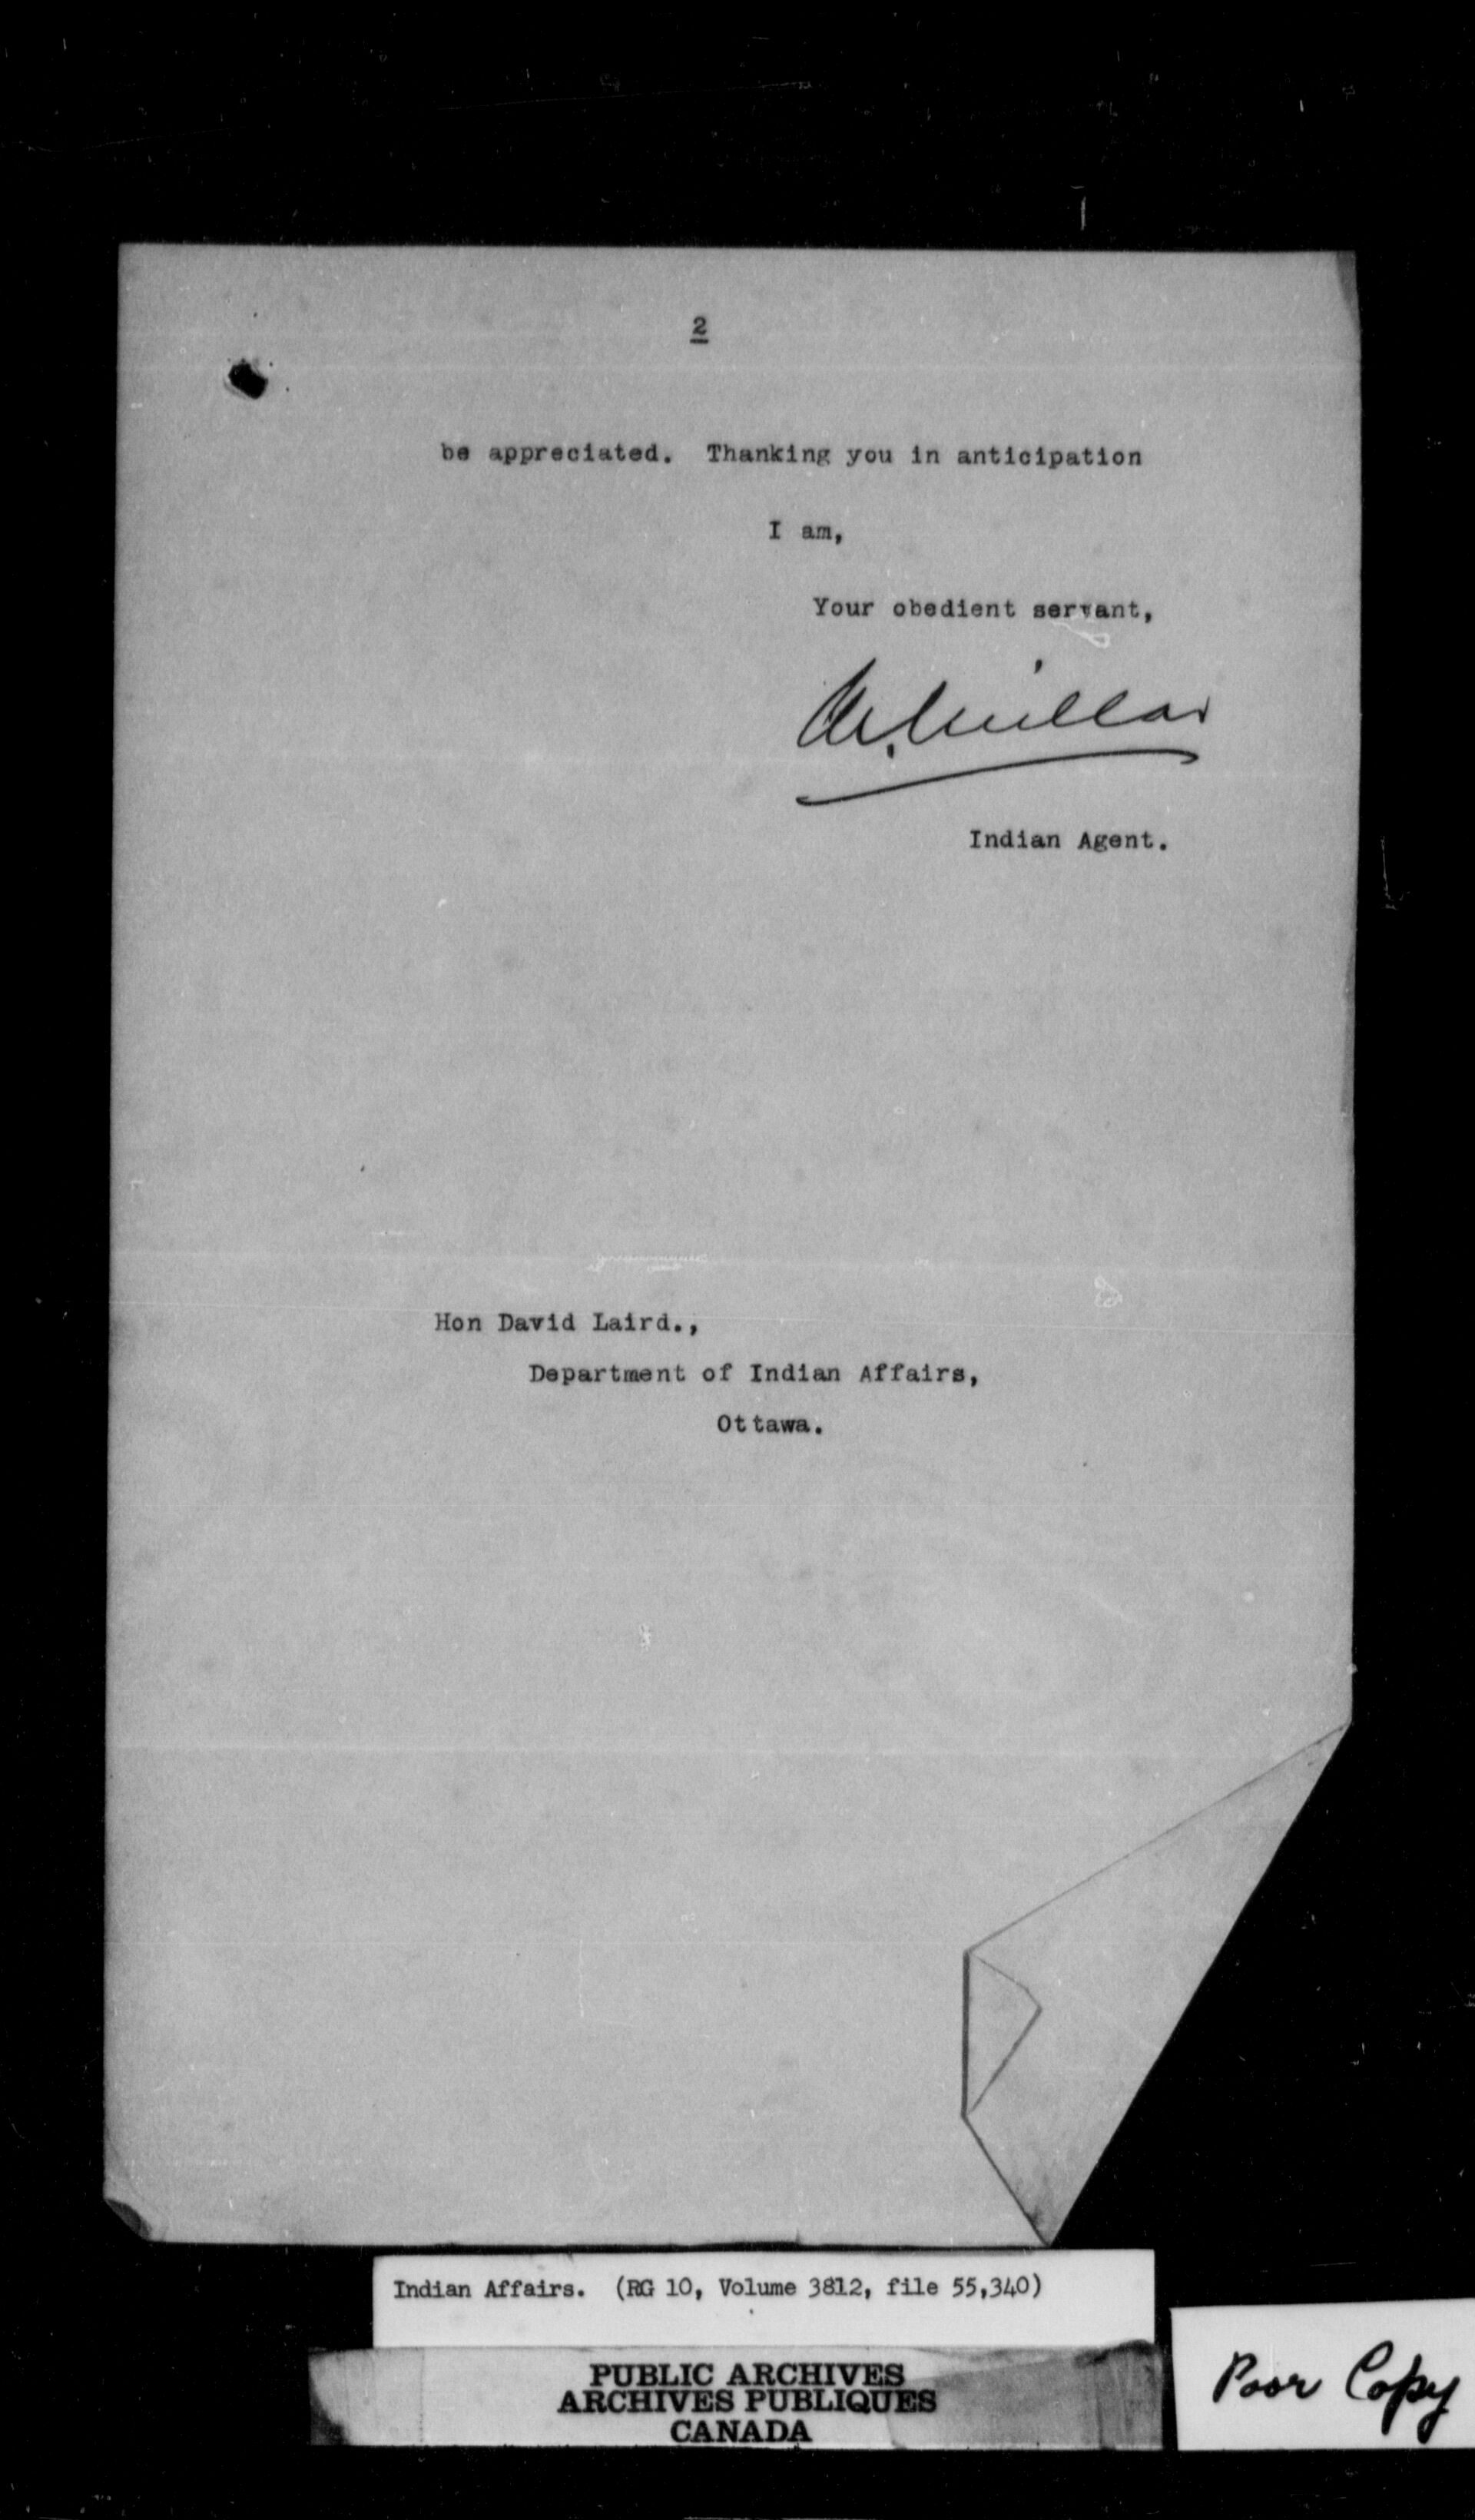 2
be appreciated. Thanking you in anticipation
I am,
Your obedient servant,
W. Millar
Indian Agent.
Hon David Laird.,
Department of Indian Affairs,
Ottawa.
Indian Affairs. (RG 10, Volume 3812, file 55,340)
PUBLIC ARCHIVES
ARCHIVES PUBLIQUES
CANADA
Poor Copy